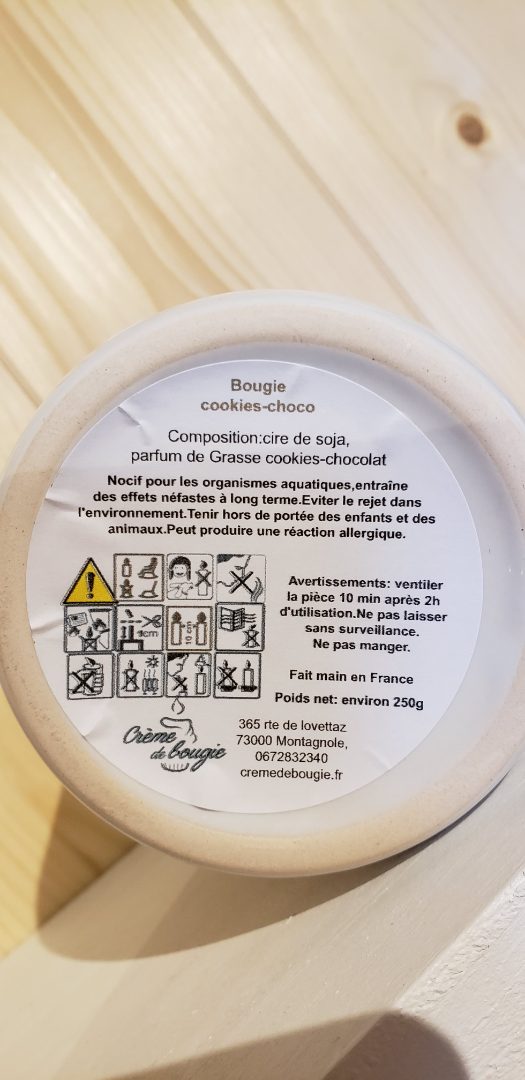 Bougie
cookies-choco
Composition:cire de soja,
parfum de Grasse cookies-chocolat
Nocif pour les organismes aquatiques,entraîne
des effets néfastes à long terme.Eviter le rejet dans
l'environnement.Tenir hors de portée des enfants et des
animaux.Peut produire une réaction allergique.
1cm
10 cm
Avertissements: ventiler
la pièce 10 min après 2h
d'utilisation.Ne pas laisser
sans surveillance.
Ne pas manger.
Fait main en France
Poids net: environ 250g
Crème
de bougie
365 rte de lovettaz
73000 Montagnole,
0672832340
cremedebougie.fr